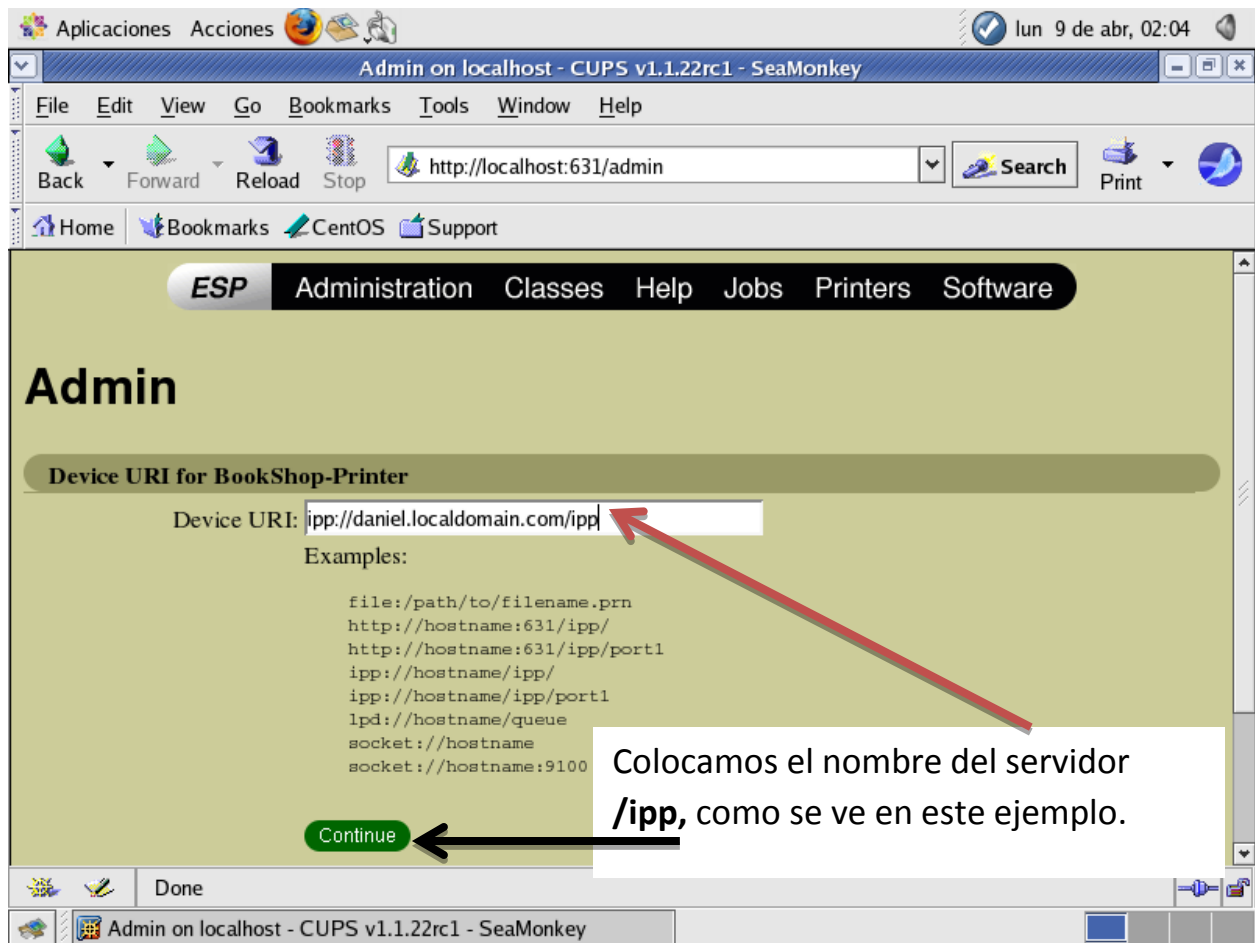 Aplicaciones Acciones lun 9 de abr, 02:04
Admin on localhost - CUPS v1.1.22rc1 - SeaMonkey
File Edit View Go Bookmarks Tools Window Help
Back Forward Reload Stop http://localhost:631/admin Search Print
Home Bookmarks CentOS Support
ESP Administration Classes Help Jobs Printers Software
Admin
Device URI for BookShop-Printer
Device URI: ipp://daniel.localdomain.com/ipp
Examples:
file:/path/to/filename.prn
http://hostname:631/ipp/
http://hostname:631/ipp/port1
ipp://hostname/ipp/
ipp://hostname/ipp/port1
lpd://hostname/queue
socket://hostname
socket://hostname:9100
Colocamos el nombre del servidor
/ipp, como se ve en este ejemplo.
Continue
Done
Admin on localhost - CUPS v1.1.22rc1 - SeaMonkey